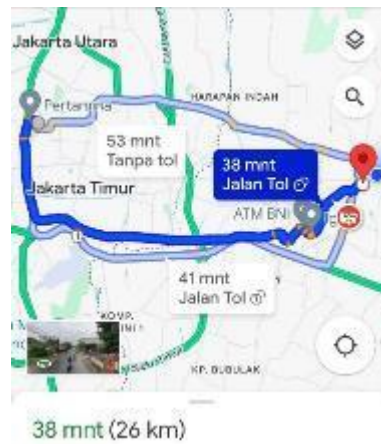 Jakarta Utara
HARAPAN INDAH
Pertamina
53 mnt
Tanpa tol
38 mnt
Jalan Tol
Jakarta Timur
ATM BNI
41 mnt
Jalan Tol
KOMP.
KP. BUBULAK
38 mnt (26 km)